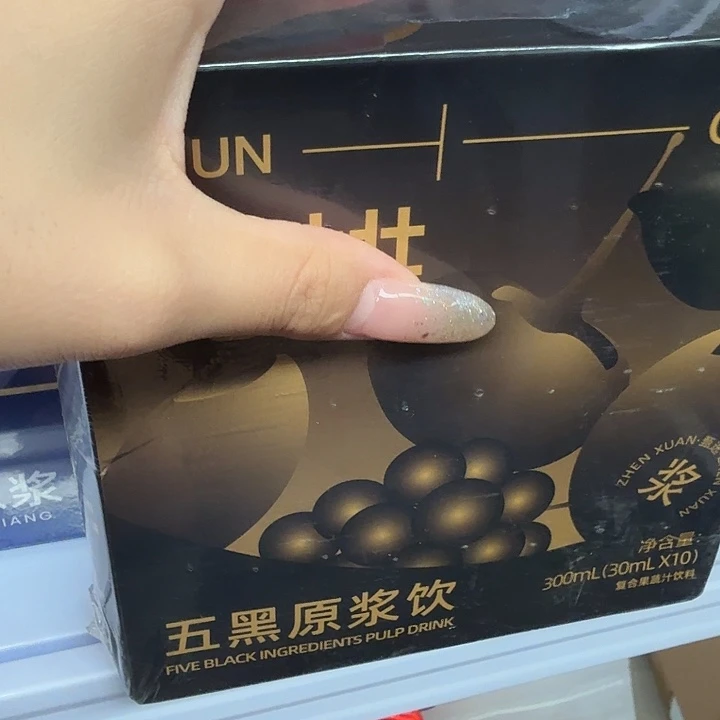 UN
ZHEN XUAN
浆
净含量:
300mL(30mL X10)
复合果蔬汁饮料
五黑原浆饮
FIVE BLACK INGREDIENTS PULP DRINK
浆
IANG